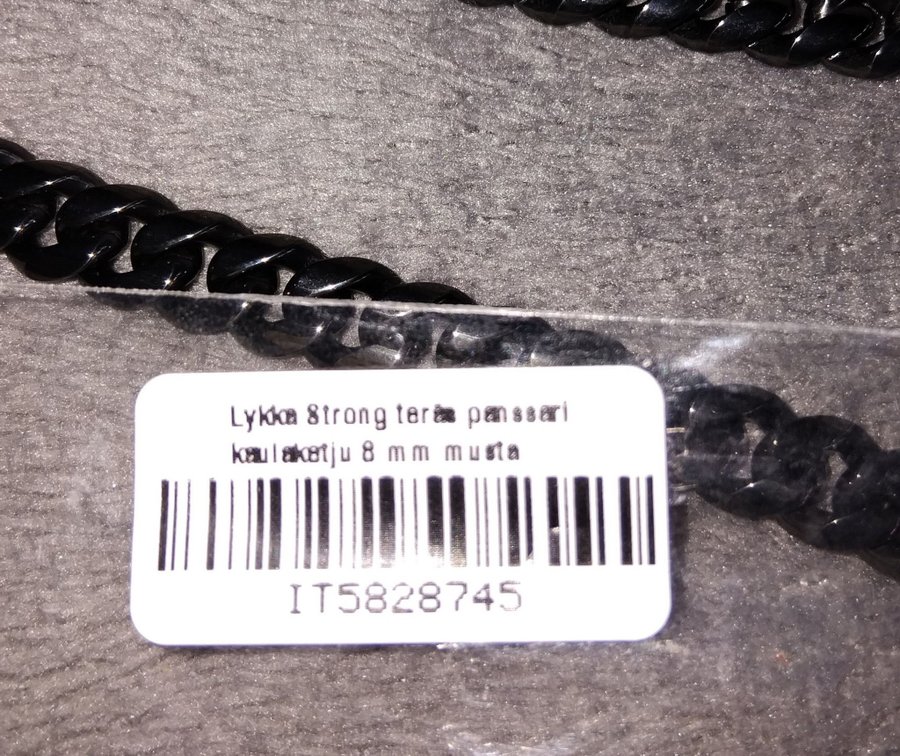 Lykka Strong teräs panssari
kaulaketju 8 mm musta
IT5828745